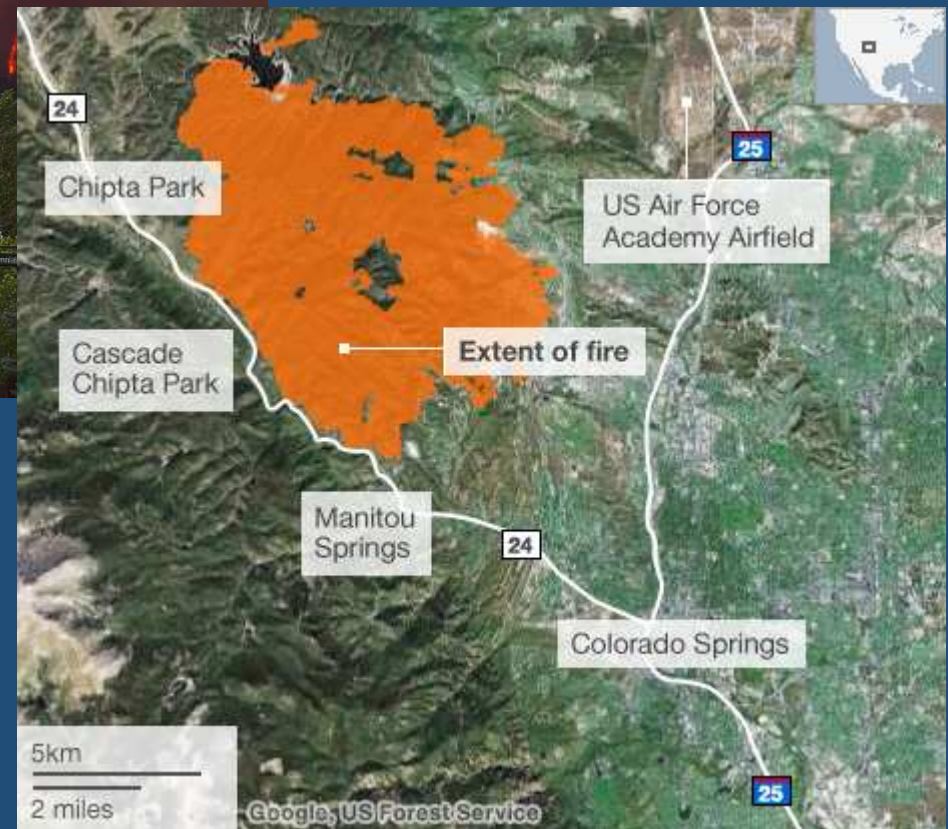 24
25
Chipta Park
US Air Force
Academy Airfield
Cascade
Chipta Park
Extent of fire
Manitou
Springs
24
Colorado Springs
5km
2 miles
25
Google, US Forest Service